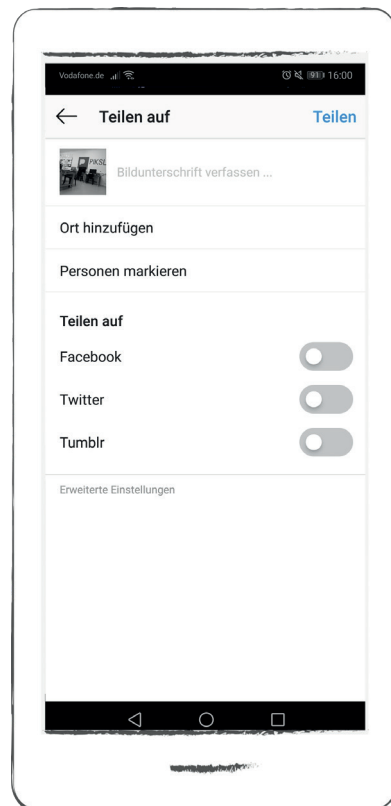 Vodafone.de 91 16:00
Teilen auf Teilen
PIKSL
Bildunterschrift verfassen ...
Ort hinzufügen
Personen markieren
Teilen auf
Facebook
Twitter
Tumblr
Erweiterte Einstellungen